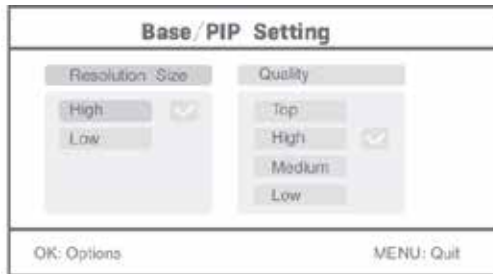 Base/PIP Setting
Resolution Size
High
Low
Quality
Top
High
Medium
Low
OK: Options
MENU: Quit